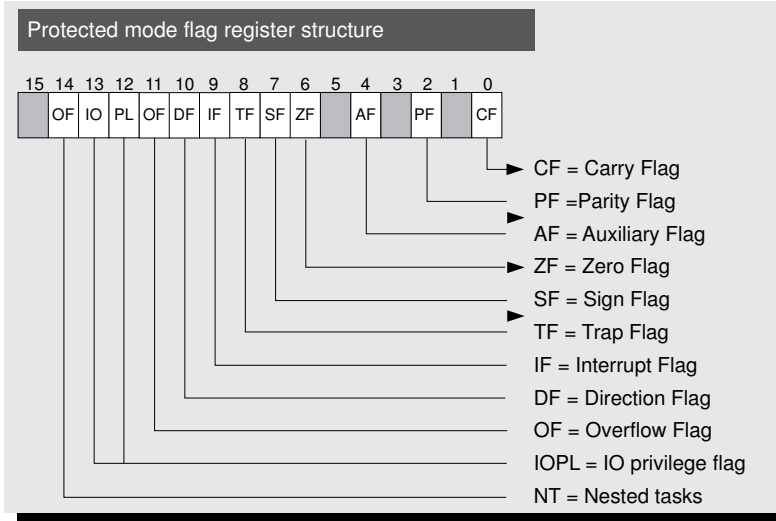 Protected mode flag register structure
15 14 13 12 11 10 9 8 7 6 5 4 3 2 1 0
OF IO PL OF DF IF TF SF ZF AF PF CF
CF = Carry Flag
PF =Parity Flag
AF = Auxiliary Flag
ZF = Zero Flag
SF = Sign Flag
TF = Trap Flag
IF = Interrupt Flag
DF = Direction Flag
OF = Overflow Flag
IOPL = IO privilege flag
NT = Nested tasks